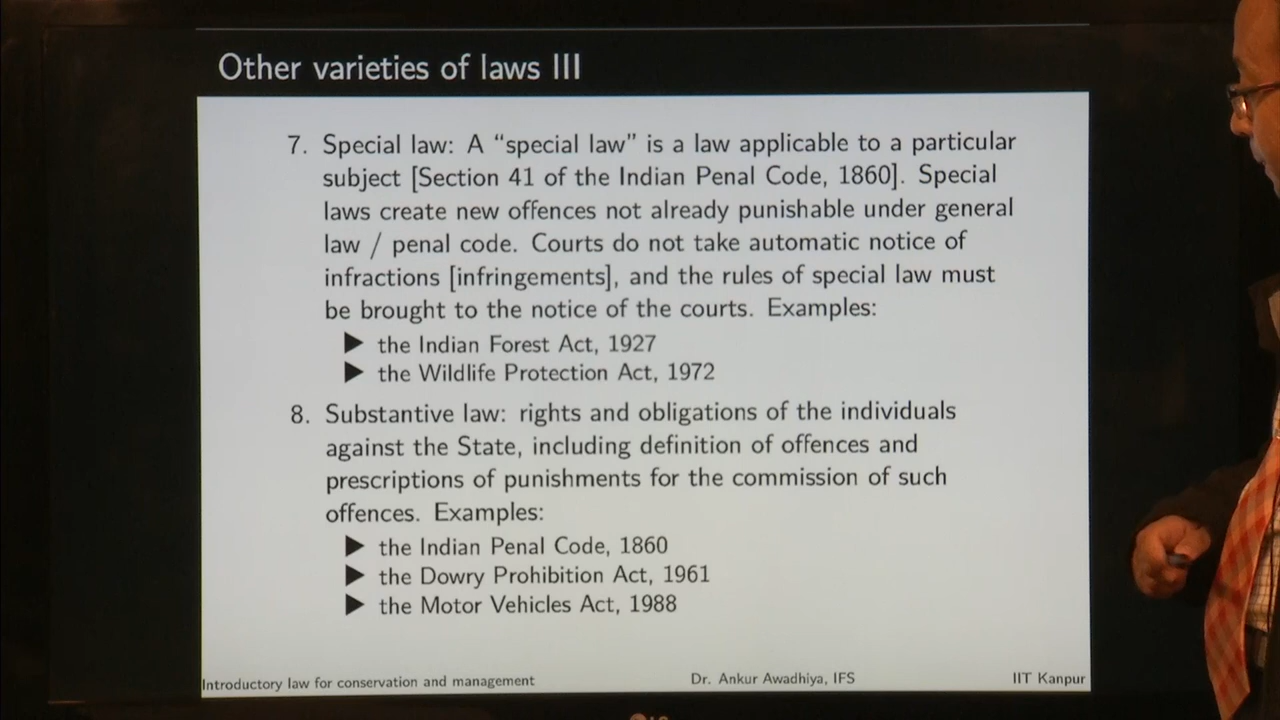 Other varieties of laws III
7. Special law: A “special law” is a law applicable to a particular
subject [Section 41 of the Indian Penal Code, 1860]. Special
laws create new offences not already punishable under general
law / penal code. Courts do not take automatic notice of
infractions [infringements], and the rules of special law must
be brought to the notice of the courts. Examples:
▶ the Indian Forest Act, 1927
▶ the Wildlife Protection Act, 1972
8. Substantive law: rights and obligations of the individuals
against the State, including definition of offences and
prescriptions of punishments for the commission of such
offences. Examples:
▶ the Indian Penal Code, 1860
▶ the Dowry Prohibition Act, 1961
▶ the Motor Vehicles Act, 1988
Introductory law for conservation and management Dr. Ankur Awadhiya, IFS IIT Kanpur